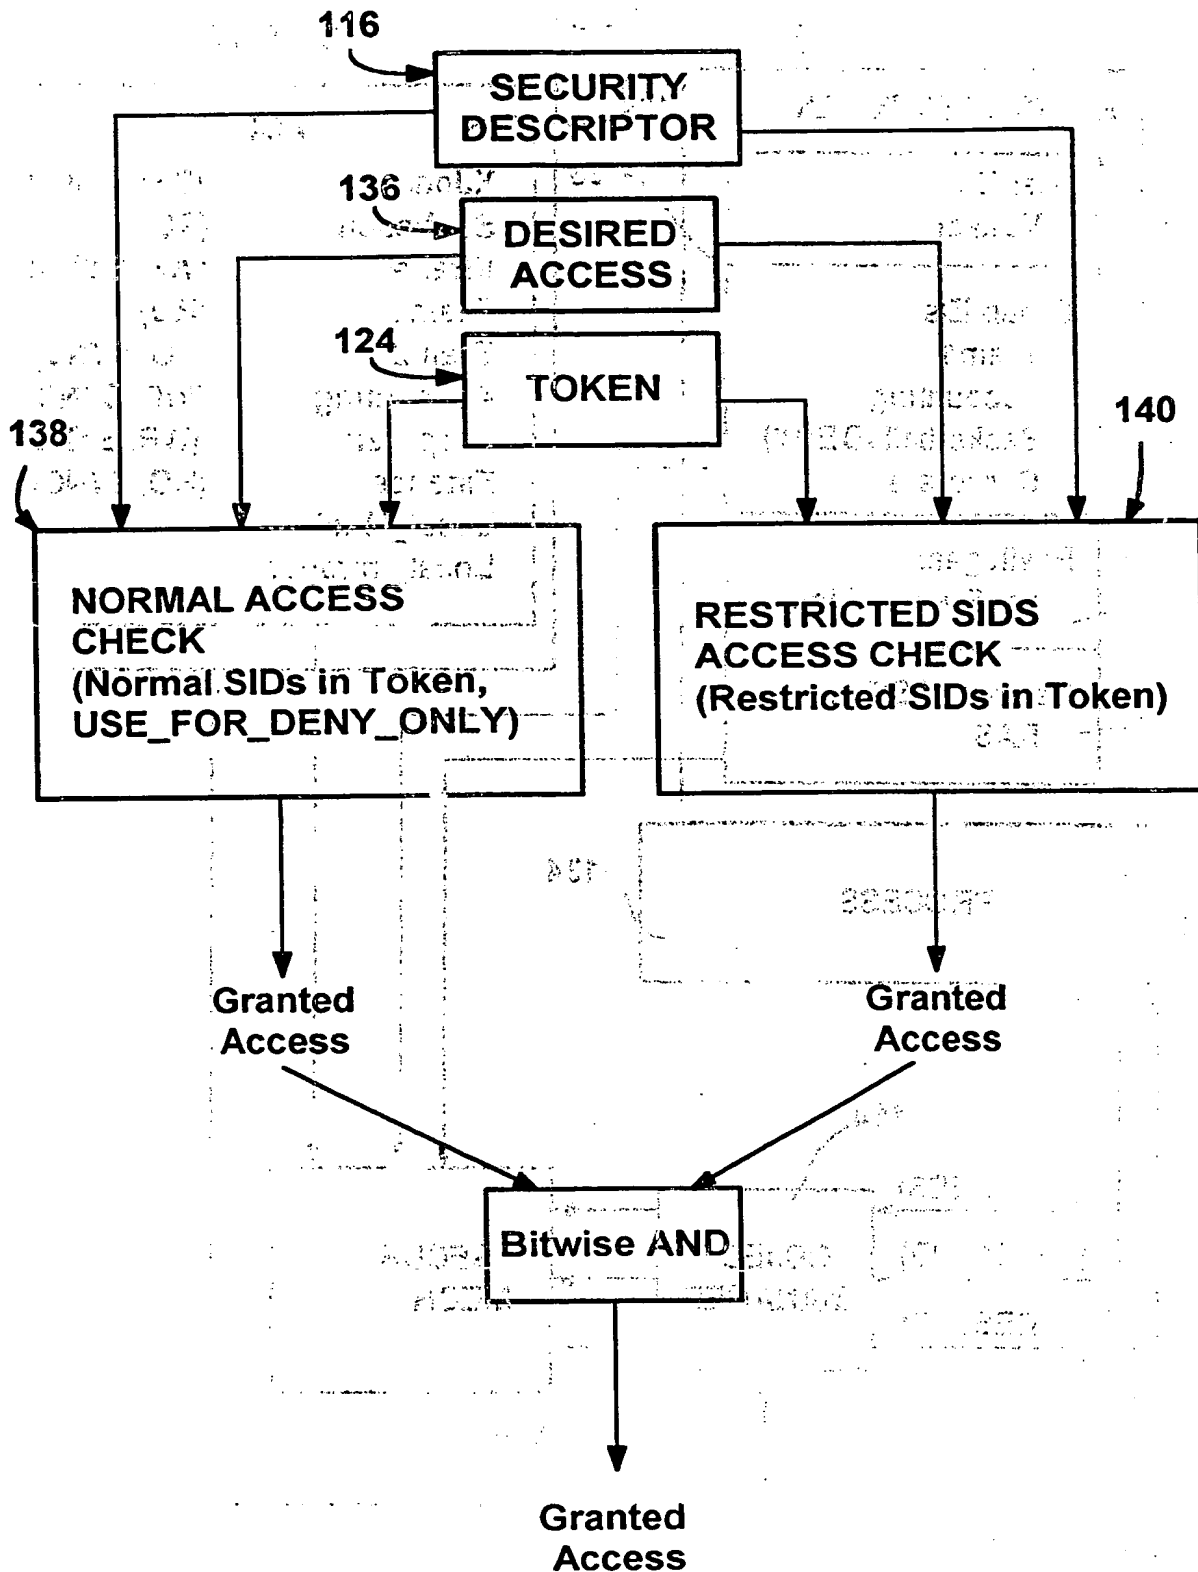 116
SECURITY
DESCRIPTOR
136
DESIRED
ACCESS
124
TOKEN
138
140
NORMAL ACCESS
CHECK
(Normal SIDs in Token,
USE_FOR_DENY_ONLY)
RESTRICTED SIDS
ACCESS CHECK
(Restricted SIDs in Token)
Granted
Access
Granted
Access
Bitwise AND
Granted
Access